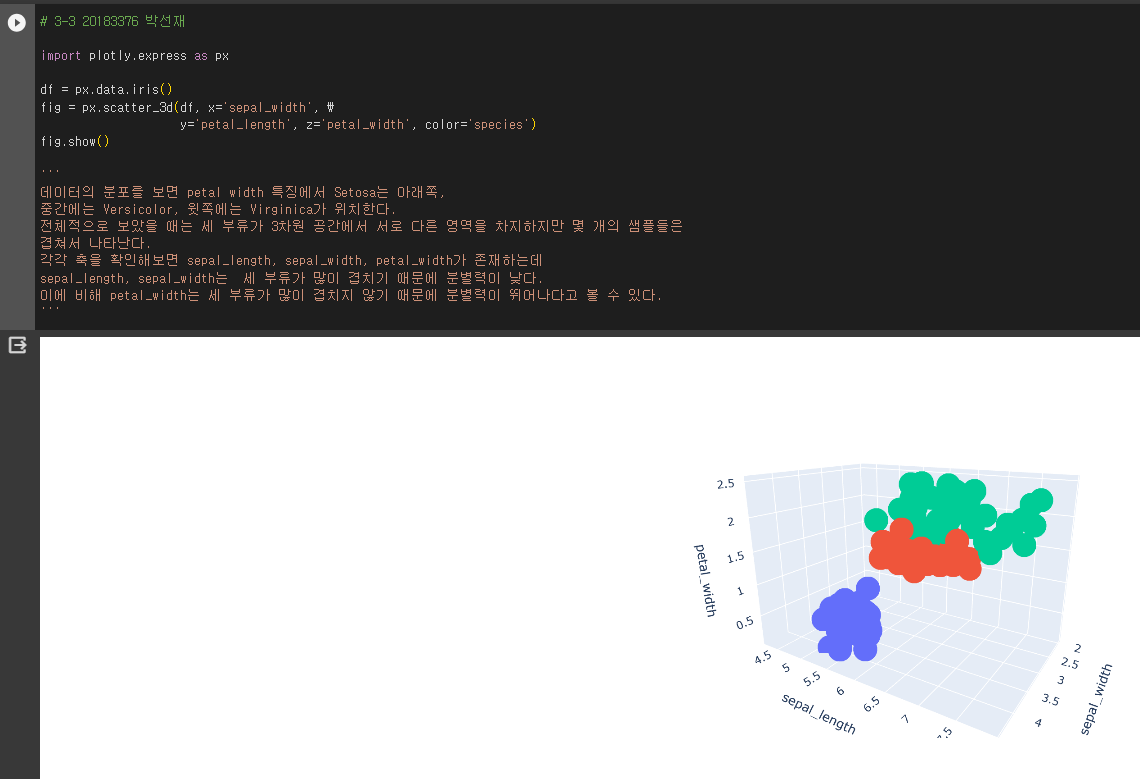 # 3-3 20183376 박선재
import plotly.express as px
df = px.data.iris()
fig = px.scatter_3d(df, x='sepal_width', ₩
y='petal_length', z='petal_width', color='species')
fig.show()
'''
데이터의 분포를 보면 petal width 특징에서 Setosa는 아래쪽,
중간에는 Versicolor, 윗쪽에는 Virginica가 위치한다.
전체적으로 보았을 때는 세 부류가 3차원 공간에서 서로 다른 영역을 차지하지만 몇 개의 샘플들은
겹쳐서 나타난다.
각각 축을 확인해보면 sepal_length, sepal_width, petal_width가 존재하는데
sepal_length, sepal_width는  세 부류가 많이 겹치기 때문에 분별력이 낮다.
이에 비해 petal_width는 세 부류가 많이 겹치지 않기 때문에 분별력이 뛰어나다고 볼 수 있다.
'''
2.5
2
1.5
1
0.5
petal_width
4.5
5
5.5
6
6.5
7
sepal_length
2
2.5
3
3.5
4
sepal_width